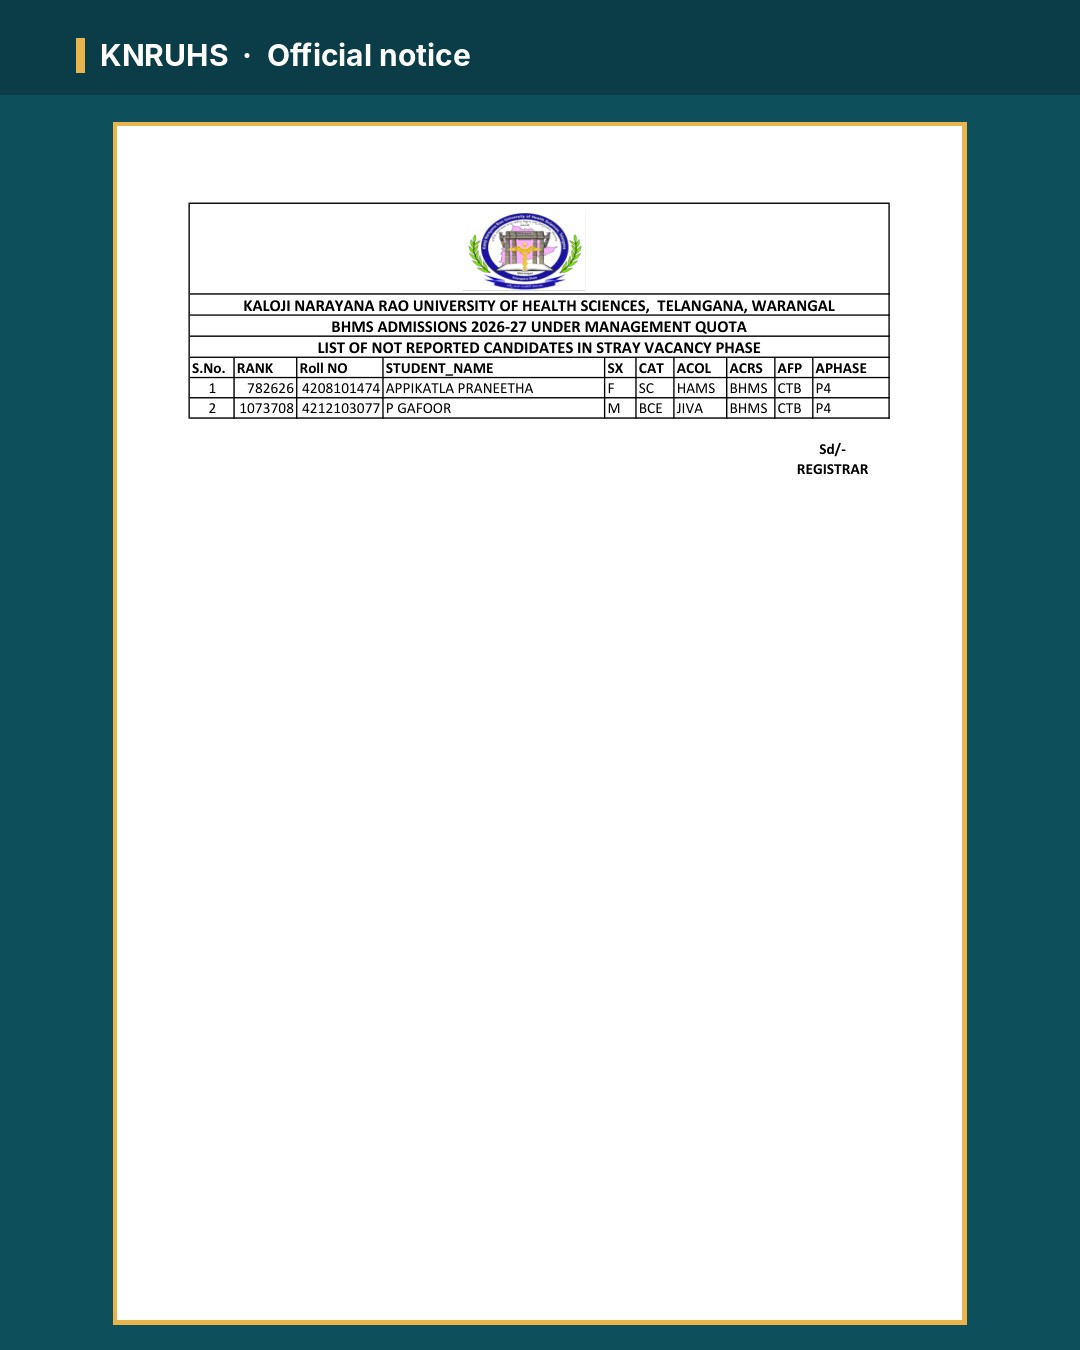 KNRUHS · Official notice
KALOJI NARAYANA RAO UNIVERSITY OF HEALTH SCIENCES, TELANGANA, WARANGAL
BHMS ADMISSIONS 2026-27 UNDER MANAGEMENT QUOTA
LIST OF NOT REPORTED CANDIDATES IN STRAY VACANCY PHASE
S.No. RANK Roll NO STUDENT_NAME SX CAT ACOL ACRS AFP APHASE
1 782626 4208101474 APPIKATLA PRANEETHA F SC HAMS BHMS CTB P4
2 1073708 4212103077 P GAFOOR M BCE JIVA BHMS CTB P4
Sd/-
REGISTRAR